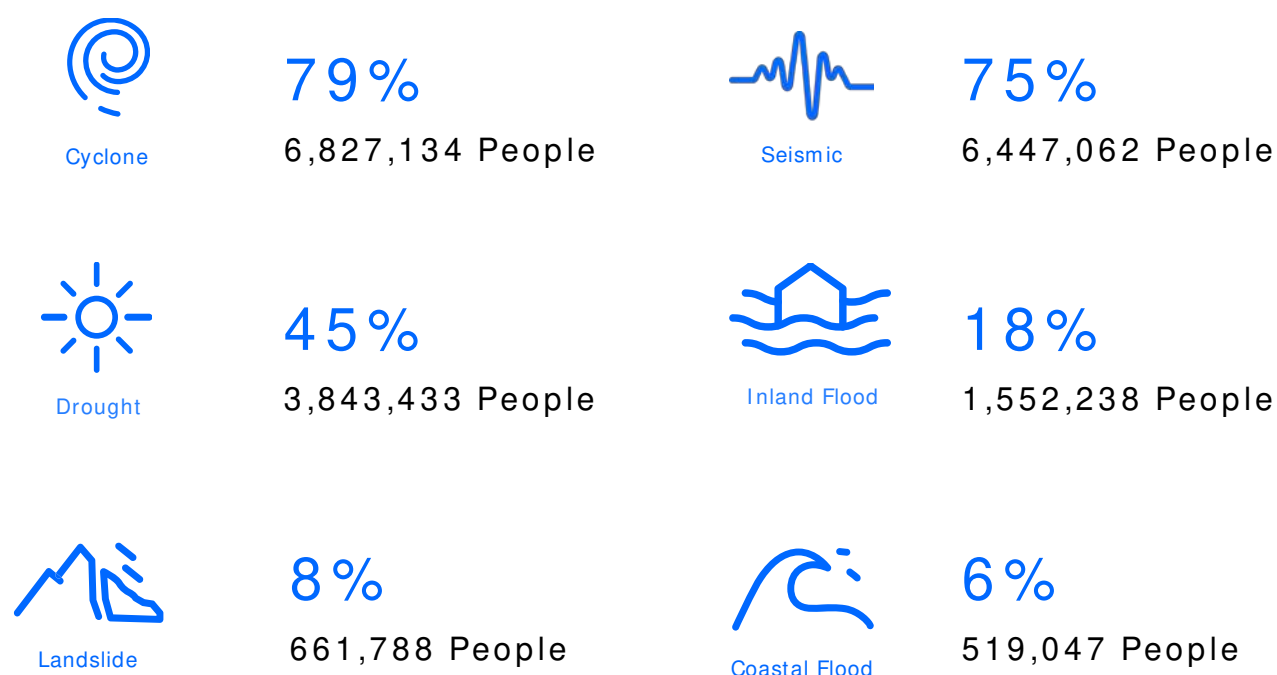 79%
6,827,134 People
Cyclone
75%
6,447,062 People
Seismic
45%
3,843,433 People
Drought
18%
1,552,238 People
Inland Flood
8%
661,788 People
Landslide
6%
519,047 People
Coastal Flood